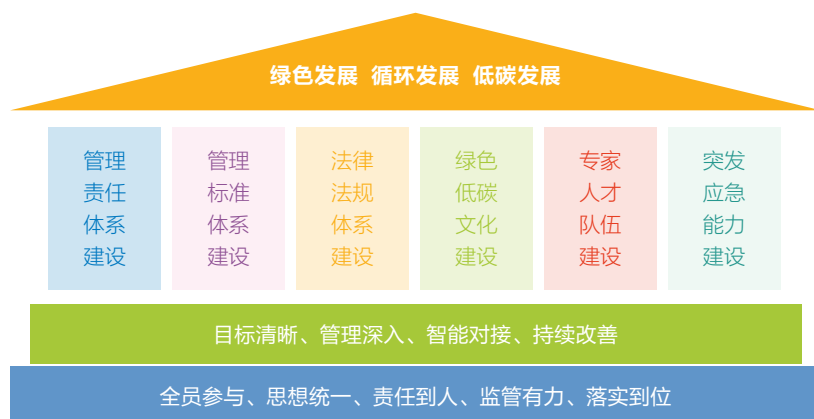 绿色发展 循环发展 低碳发展
管理
责任
体系
建设
管理
标准
体系
建设
法律
法规
体系
建设
绿色
低碳
文化
建设
专家
人才
队伍
建设
突发
应急
能力
建设
目标清晰、管理深入、智能对接、持续改善
全员参与、思想统一、责任到人、监管有力、落实到位